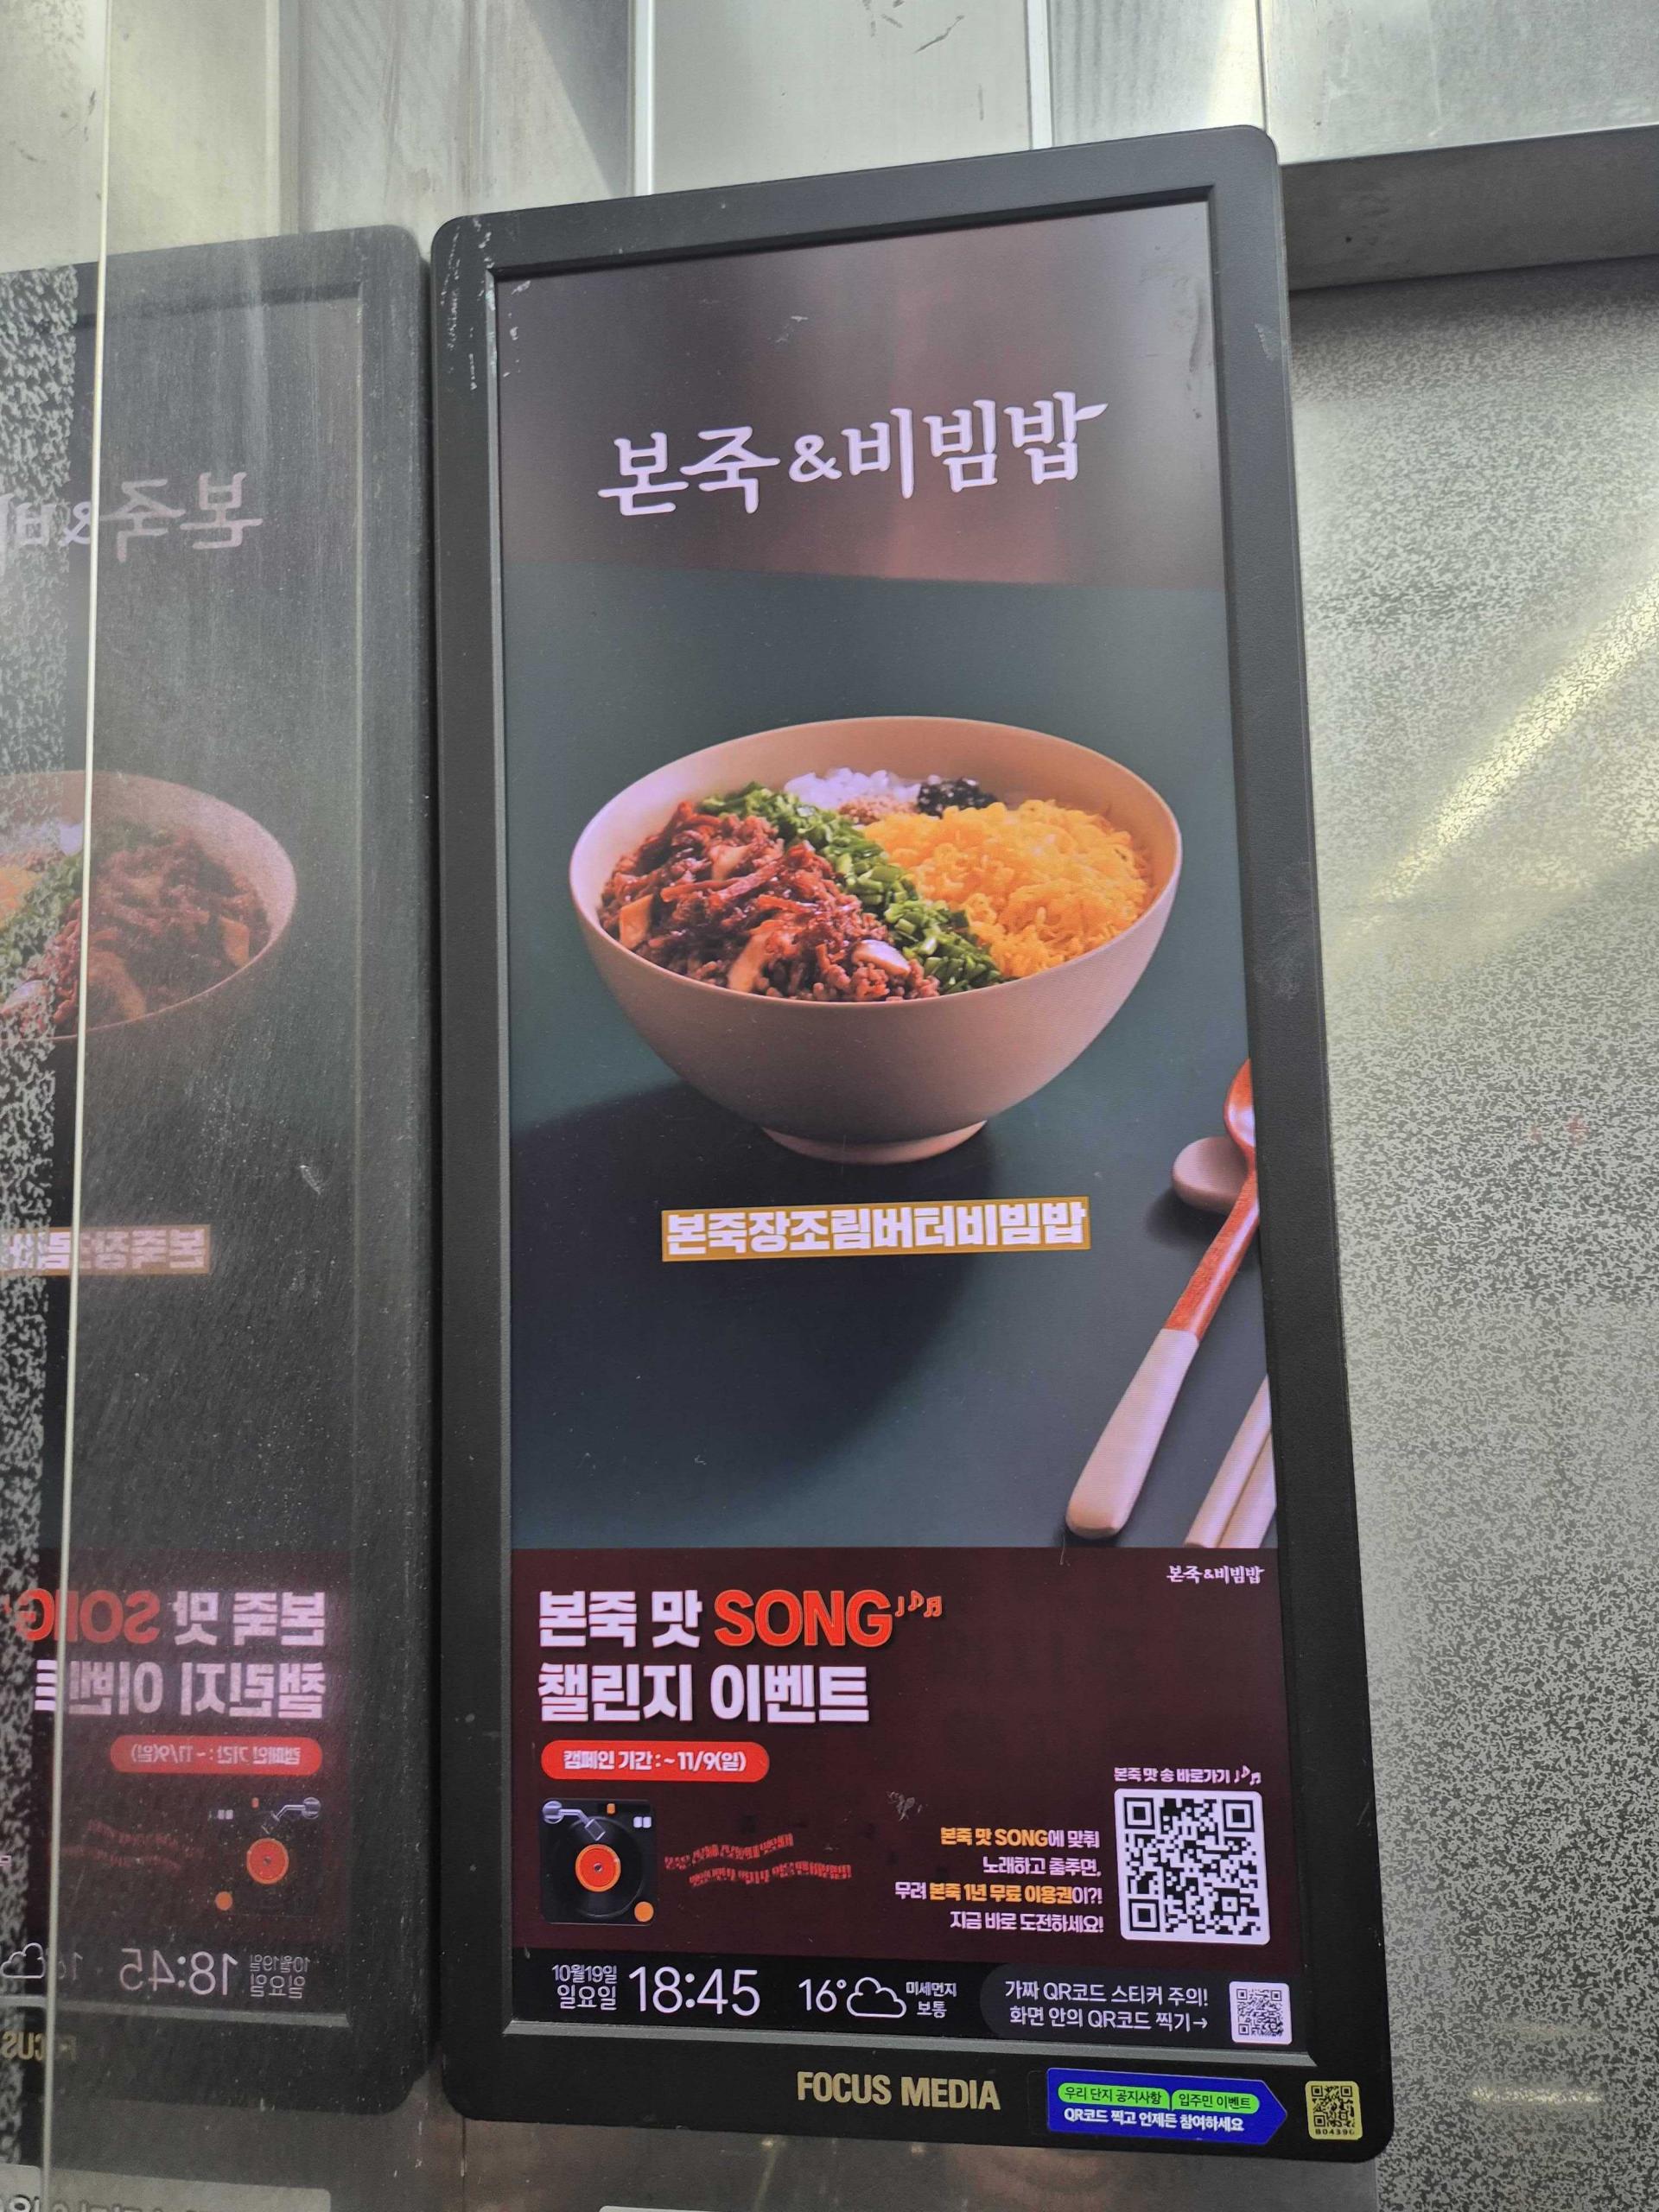 본죽&비빔밥
본죽장조림버터비빔밥
본죽&비빔밥
본죽 맛 SONG
챌린지 이벤트
캠페인 기간 : ~ 11/9(일)
본죽 맛 송 바로가기
본죽 맛 SONG에 맞춰
노래하고 춤추면,
무려 본죽 1년 무료 이용권이?!
지금 바로 도전하세요!
10월19일
일요일
18:45
16°
미세먼지
보통
가짜 QR코드 스티커 주의!
화면 안의 QR코드 찍기→
FOCUS MEDIA
우리 단지 공지사항 입주민 이벤트
QR코드 찍고 언제든 참여하세요